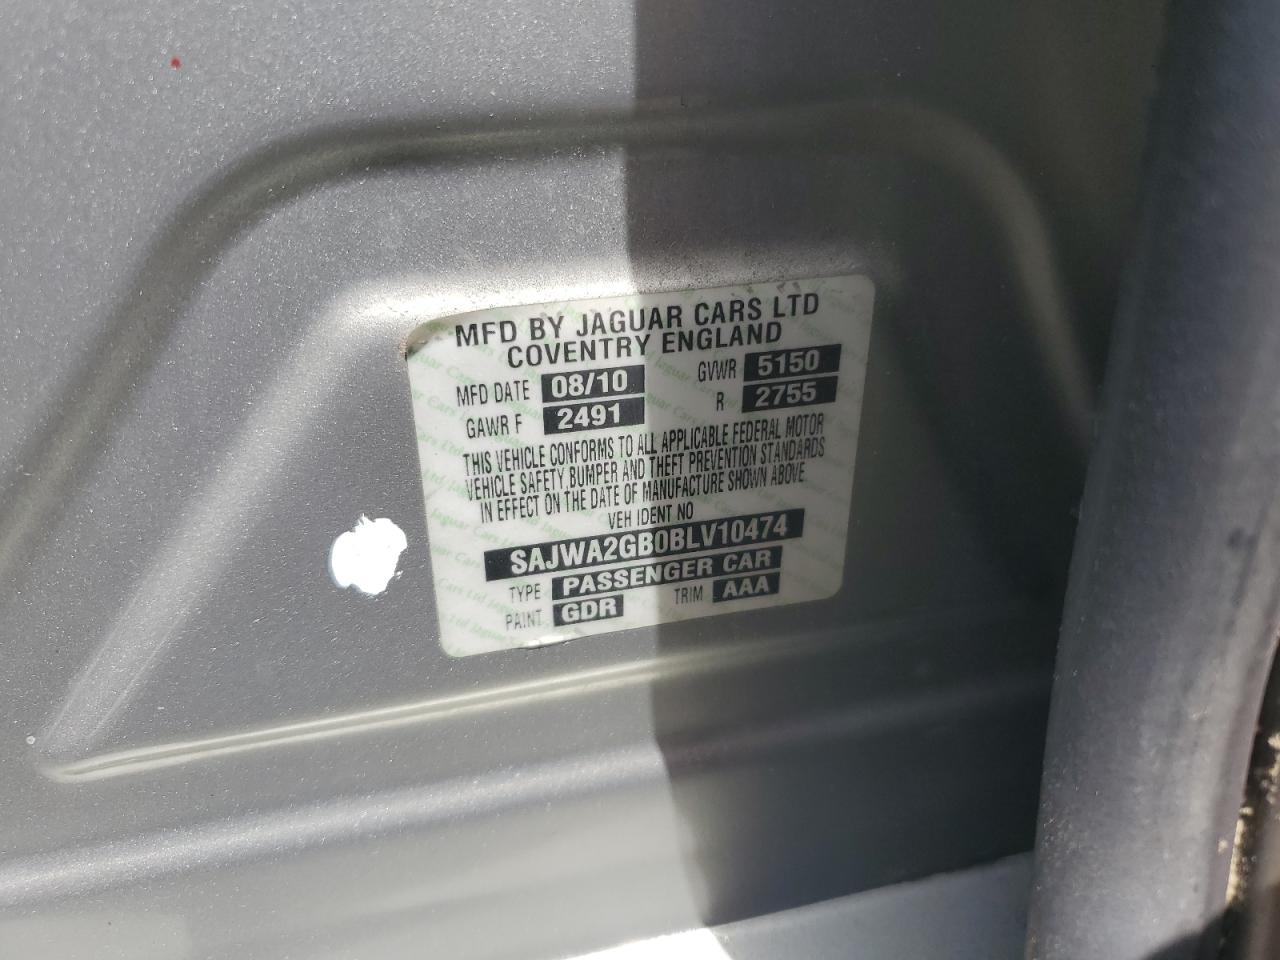 MFD BY JAGUAR CARS LTD
COVENTRY ENGLAND
MFD DATE 08/10 GVWR 5150
GAWR F 2491 R 2755
THIS VEHICLE CONFORMS TO ALL APPLICABLE FEDERAL MOTOR
VEHICLE SAFETY, BUMPER AND THEFT PREVENTION STANDARDS
IN EFFECT ON THE DATE OF MANUFACTURE SHOWN ABOVE
VEH IDENT NO
SAJWA2GB0BLV10474
TYPE PASSENGER CAR
PAINT GDR TRIM AAA